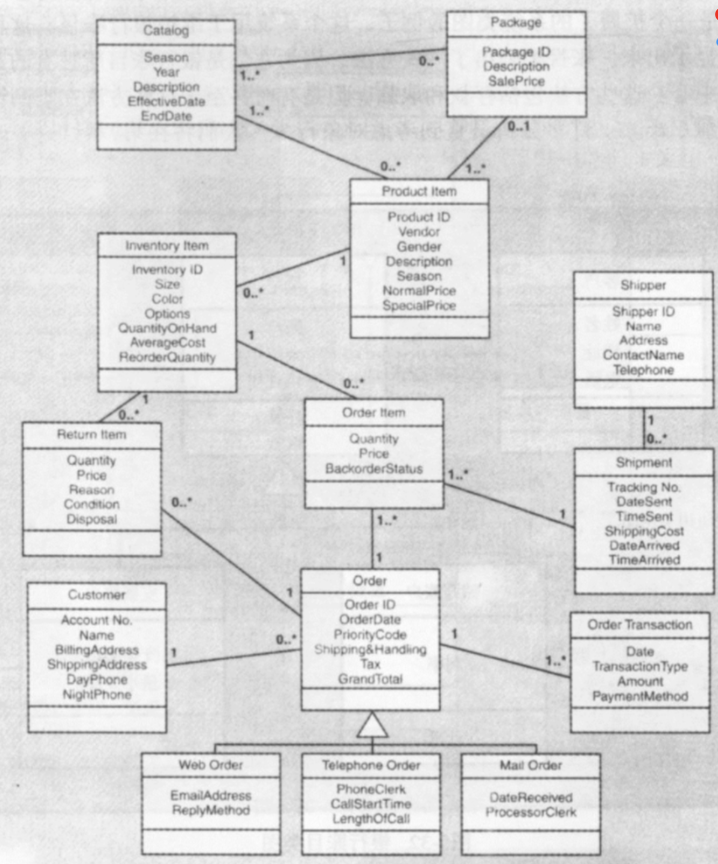 Catalog
Season
Year
Description
EffectiveDate
EndDate
1..*
1..*
Package
Package ID
Description
SalePrice
0..*
0..1
0..*
1..*
Product Item
Product ID
Vendor
Gender
Description
Season
NormalPrice
SpecialPrice
1
Inventory Item
Inventory ID
Size
Color
Options
QuantityOnHand
AverageCost
ReorderQuantity
0..*
1
1
0..*
0..*
Shipper
Shipper ID
Name
Address
ContactName
Telephone
1
0..*
Return Item
Quantity
Price
Reason
Condition
Disposal
0..*
Order Item
Quantity
Price
BackorderStatus
1..*
1..*
Shipment
Tracking No.
DateSent
TimeSent
ShippingCost
DateArrived
TimeArrived
1
Customer
Account No.
Name
BillingAddress
ShippingAddress
DayPhone
NightPhone
1
0..*
1
1
Order
Order ID
OrderDate
PriorityCode
Shipping&Handling
Tax
GrandTotal
1
1..*
Order Transaction
Date
TransactionType
Amount
PaymentMethod
Web Order
EmailAddress
ReplyMethod
Telephone Order
PhoneClerk
CallStartTime
LengthOfCall
Mail Order
DateReceived
ProcessorClerk